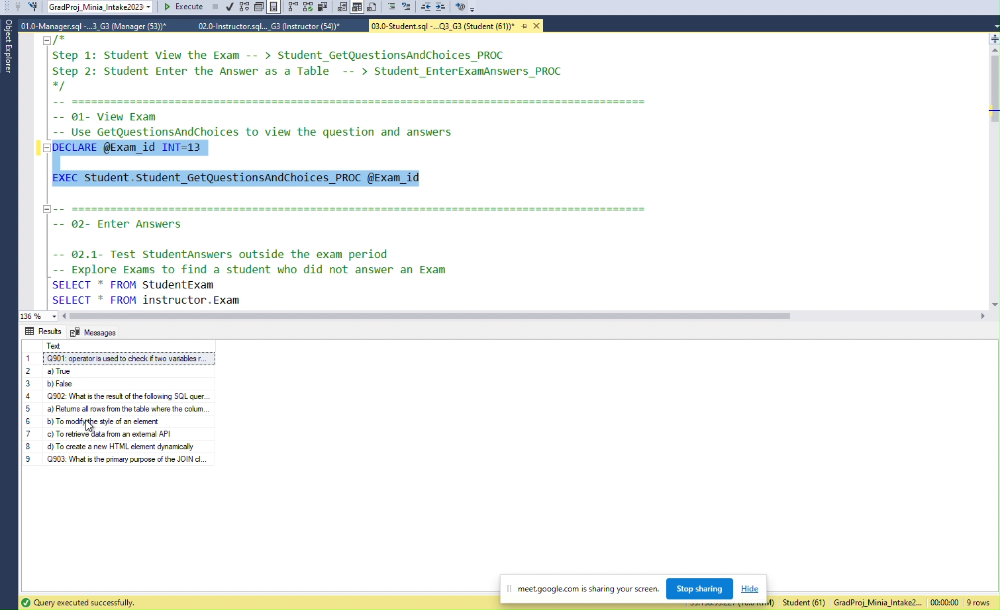 GradProj_Minia_Intake2023
Execute
Object Explorer
01.0-Manager.sql -...3_G3 (Manager (53))*
02.0-Instructor.sql..._G3 (Instructor (54))*
03.0-Student.sql -...Q3_G3 (Student (61))*
/*
Step 1: Student View the Exam -- > Student_GetQuestionsAndChoices_PROC
Step 2: Student Enter the Answer as a Table  -- > Student_EnterExamAnswers_PROC
*/
-- =========================================================================================
-- 01- View Exam
-- Use GetQuestionsAndChoices to view the question and answers
DECLARE @Exam_id INT=13
EXEC Student.Student_GetQuestionsAndChoices_PROC @Exam_id
-- =========================================================================================
-- 02- Enter Answers
-- 02.1- Test StudentAnswers outside the exam period
-- Explore Exams to find a student who did not answer an Exam
SELECT * FROM StudentExam
SELECT * FROM instructor.Exam
136 %
Results
Messages
Text
1 Q901: operator is used to check if two variables r...
2 a) True
3 b) False
4 Q902: What is the result of the following SQL quer...
5 a) Returns all rows from the table where the colum...
6 b) To modify the style of an element
7 c) To retrieve data from an external API
8 d) To create a new HTML element dynamically
9 Q903: What is the primary purpose of the JOIN cl...
meet.google.com is sharing your screen.
Stop sharing
Hide
Query executed successfully.
Student (61)
GradProj_Minia_Intake2...
00:00:00
9 rows